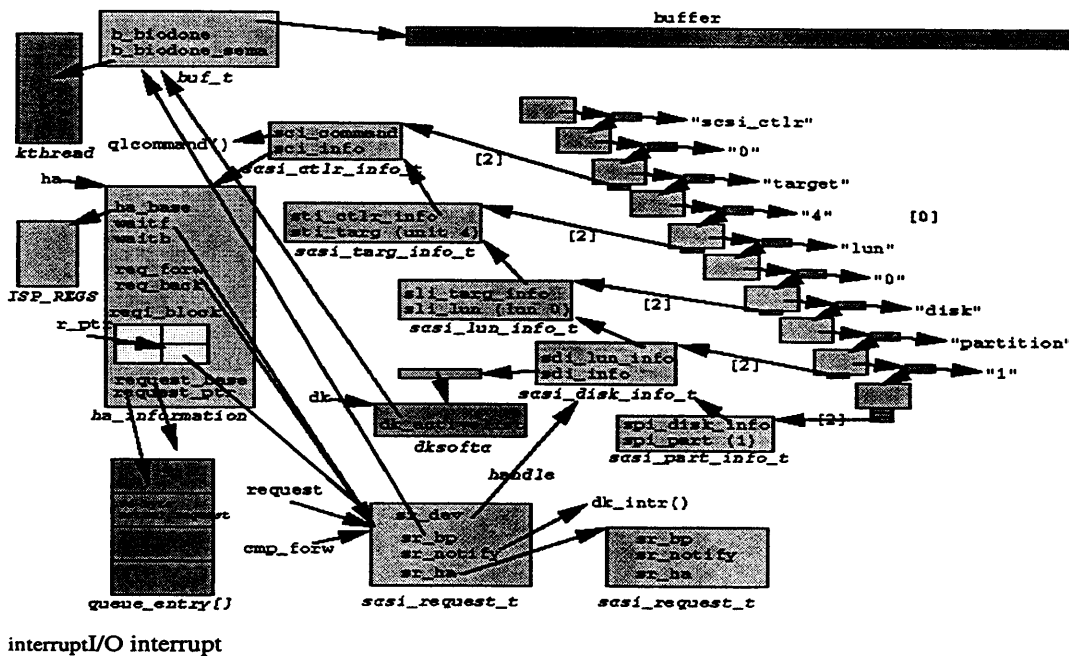 buffer
b_biodone
b_biodone_sema
buf_t
kthread
qlcommand()
sci_command
sci_info
scsi_ctlr_info_t
[2]
"scsi_ctlr"
"0"
"target"
"4"
[0]
"lun"
"0"
"disk"
"partition"
"1"
ha
ha_base
waitf
waitb
req_forw
req_back
reqi_block
r_ptr
request_base
request_ptr
ha_information
ISP_REGS
sti_ctlr_info
sti_targ (unit 4)
scsi_targ_info_t
[2]
sli_targ_info
sli_lun (lun 0)
scsi_lun_info_t
[2]
sdi_lun_info
sdi_info
scsi_disk_info_t
[2]
dk
dksofta
spi_disk_info
spi_part (1)
scsi_part_info_t
[2]
handle
request
cmp_forw
sr_dev
sr_bp
sr_notify
sr_ha
scsi_request_t
dk_intr()
sr_bp
sr_notify
sr_ha
scsi_request_t
queue_entry[]
interruptI/O interrupt